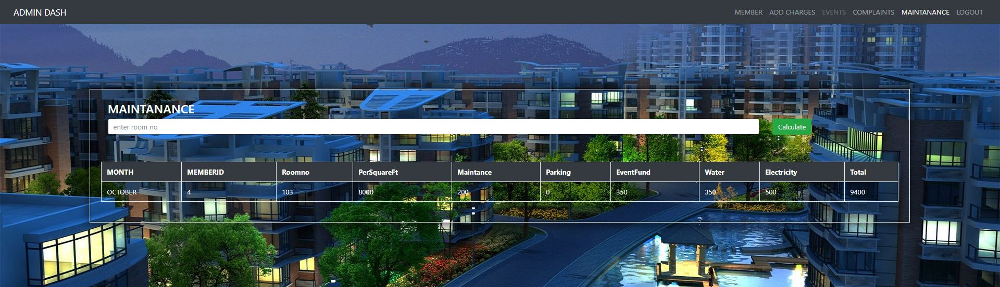 ADMIN DASH MEMBER ADD CHARGES EVENTS COMPLAINTS MAINTANANCE LOGOUT
MAINTANANCE
enter room no Calculate
MONTH MEMBERID Roomno PerSquareFt Maintance Parking EventFund Water Electricity Total
OCTOBER 4 103 8000 200 0 350 350 500 9400